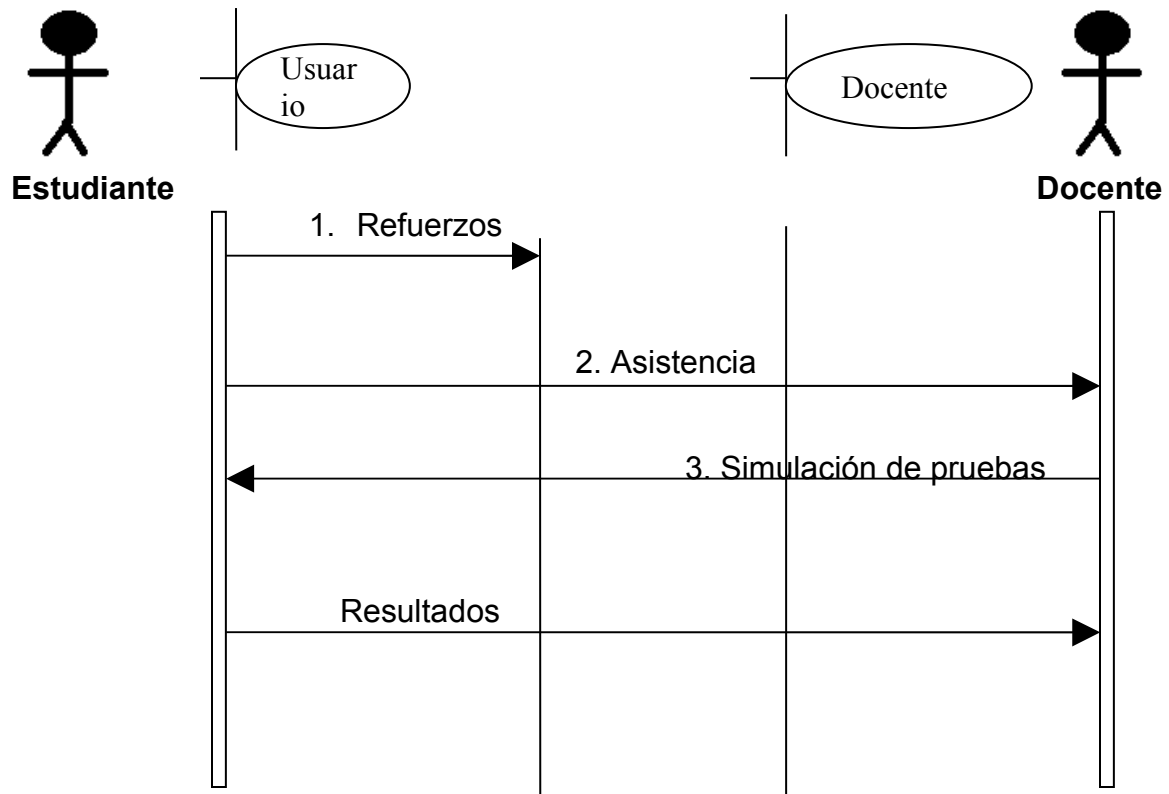 Usuar
io
Docente
Estudiante
Docente
1. Refuerzos
2. Asistencia
3. Simulación de pruebas
Resultados